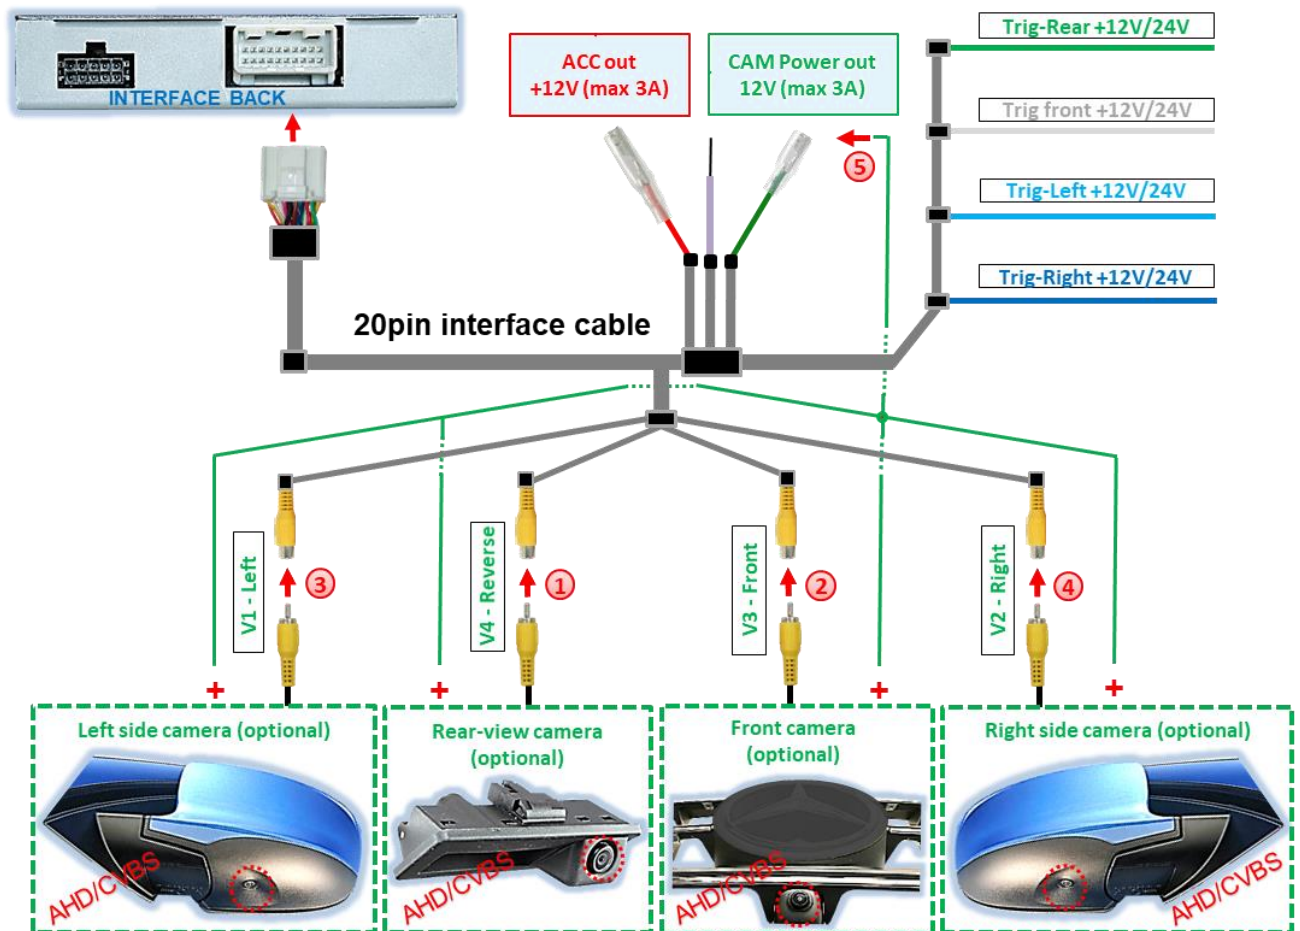 INTERFACE BACK
ACC out
+12V (max 3A)
CAM Power out
12V (max 3A)
5
Trig-Rear +12V/24V
Trig front +12V/24V
Trig-Left +12V/24V
Trig-Right +12V/24V
20pin interface cable
V1 - Left
3
V4 - Reverse
1
V3 - Front
2
V2 - Right
4
+
+
+
+
Left side camera (optional)
AHD/CVBS
Rear-view camera
(optional)
AHD/CVBS
Front camera
(optional)
AHD/CVBS
Right side camera (optional)
AHD/CVBS